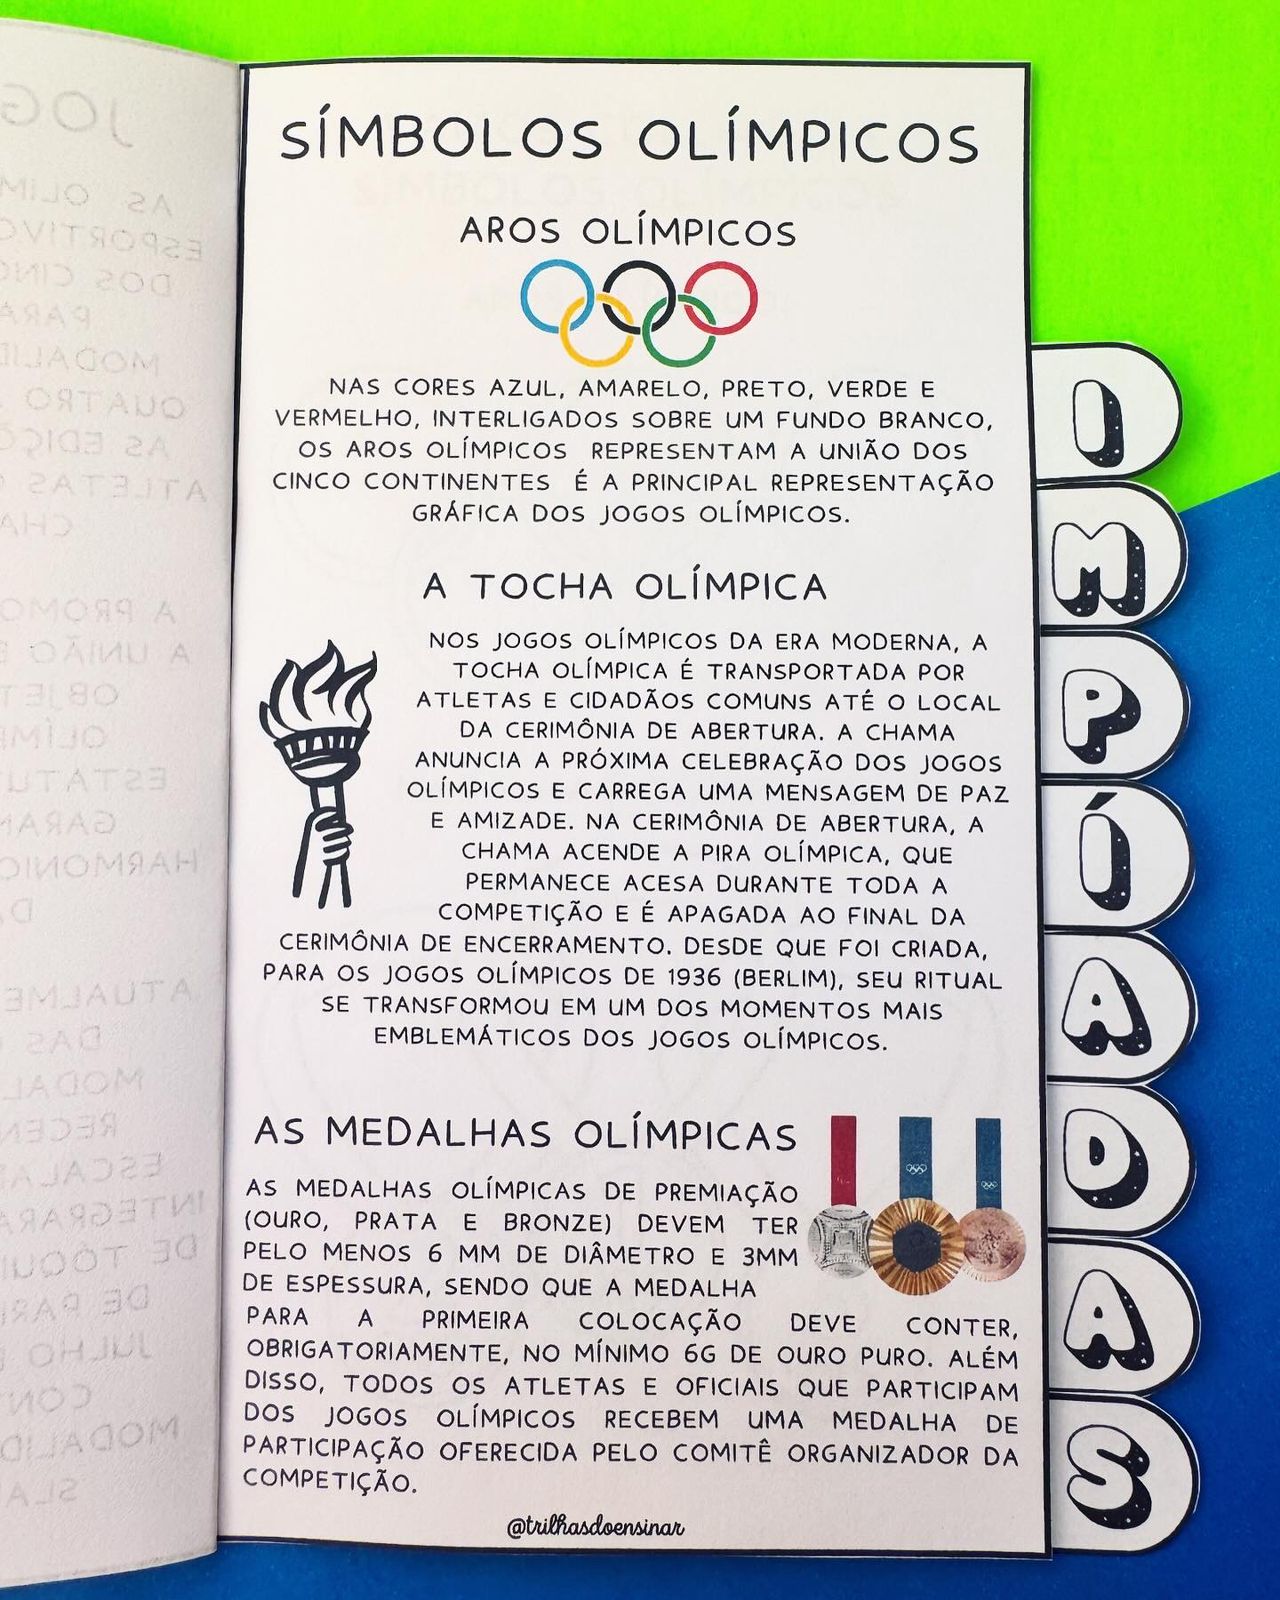 SÍMBOLOS OLÍMPICOS
AROS OLÍMPICOS
NAS CORES AZUL, AMARELO, PRETO, VERDE E
VERMELHO, INTERLIGADOS SOBRE UM FUNDO BRANCO,
OS AROS OLÍMPICOS REPRESENTAM A UNIÃO DOS
CINCO CONTINENTES É A PRINCIPAL REPRESENTAÇÃO
GRÁFICA DOS JOGOS OLÍMPICOS.
A TOCHA OLÍMPICA
NOS JOGOS OLÍMPICOS DA ERA MODERNA, A
TOCHA OLÍMPICA É TRANSPORTADA POR
ATLETAS E CIDADÃOS COMUNS ATÉ O LOCAL
DA CERIMÔNIA DE ABERTURA. A CHAMA
ANUNCIA A PRÓXIMA CELEBRAÇÃO DOS JOGOS
OLÍMPICOS E CARREGA UMA MENSAGEM DE PAZ
E AMIZADE. NA CERIMÔNIA DE ABERTURA, A
CHAMA ACENDE A PIRA OLÍMPICA, QUE
PERMANECE ACESA DURANTE TODA A
COMPETIÇÃO E É APAGADA AO FINAL DA
CERIMÔNIA DE ENCERRAMENTO. DESDE QUE FOI CRIADA,
PARA OS JOGOS OLÍMPICOS DE 1936 (BERLIM), SEU RITUAL
SE TRANSFORMOU EM UM DOS MOMENTOS MAIS
EMBLEMÁTICOS DOS JOGOS OLÍMPICOS.
AS MEDALHAS OLÍMPICAS
AS MEDALHAS OLÍMPICAS DE PREMIAÇÃO
(OURO, PRATA E BRONZE) DEVEM TER
PELO MENOS 6 MM DE DIÂMETRO E 3MM
DE ESPESSURA, SENDO QUE A MEDALHA
PARA A PRIMEIRA COLOCAÇÃO DEVE CONTER,
OBRIGATORIAMENTE, NO MÍNIMO 6G DE OURO PURO. ALÉM
DISSO, TODOS OS ATLETAS E OFICIAIS QUE PARTICIPAM
DOS JOGOS OLÍMPICOS RECEBEM UMA MEDALHA DE
PARTICIPAÇÃO OFERECIDA PELO COMITÊ ORGANIZADOR DA
COMPETIÇÃO.
@trilhasdoensinar
I
M
P
Í
A
D
A
S